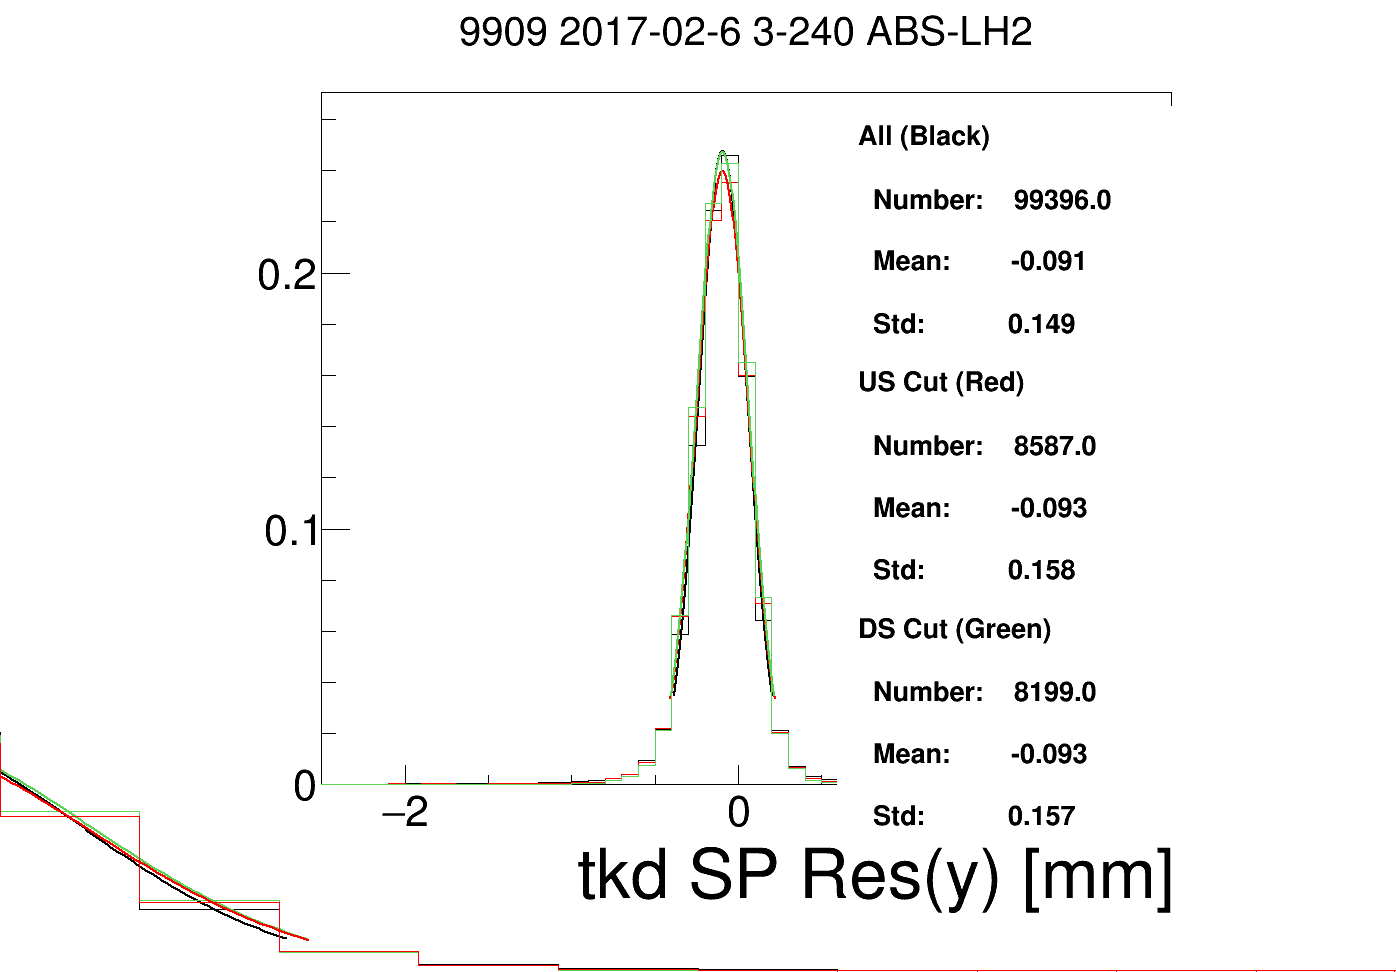 9909 2017-02-6 3-240 ABS-LH2
All (Black)
Number: 99396.0
Mean: -0.091
Std: 0.149
US Cut (Red)
Number: 8587.0
Mean: -0.093
Std: 0.158
DS Cut (Green)
Number: 8199.0
Mean: -0.093
Std: 0.157
0.2
0.1
0
−2 0
tkd SP Res(y) [mm]